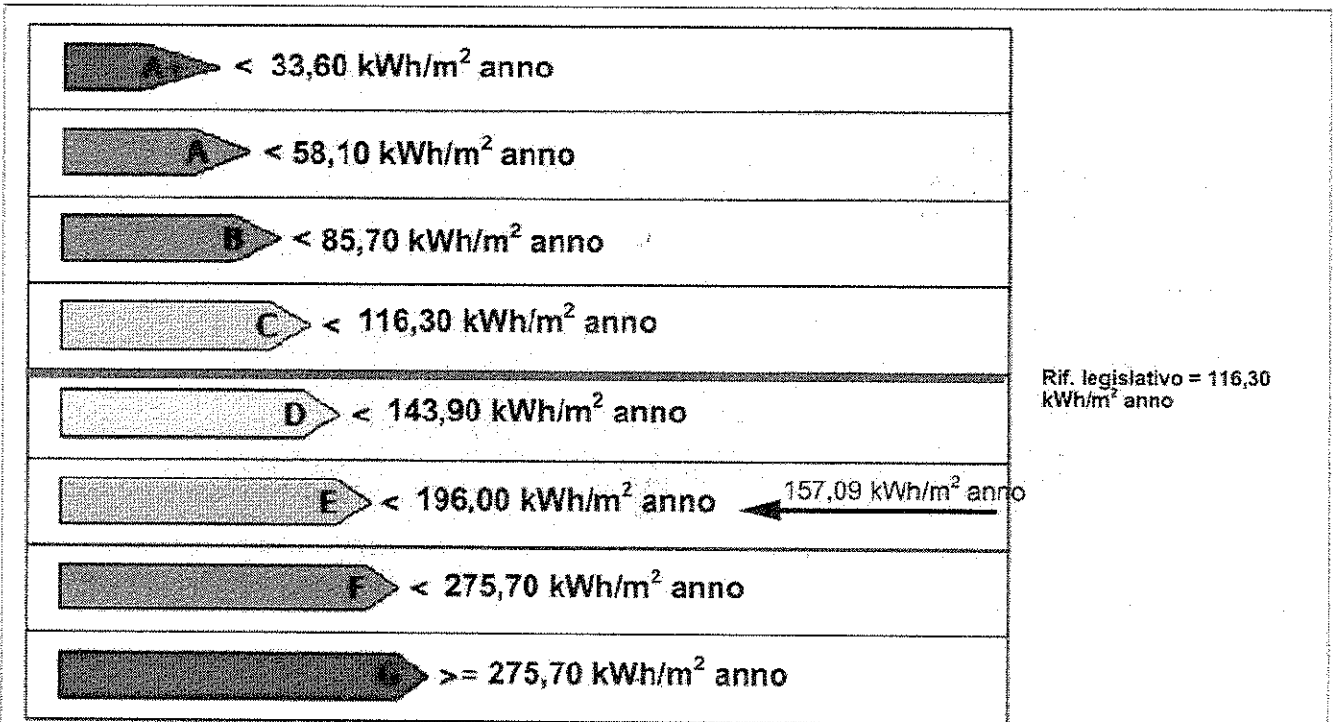 A+ < 33,60 kWh/m² anno
A < 58,10 kWh/m² anno
B < 85,70 kWh/m² anno
C < 116,30 kWh/m² anno
Rif. legislativo = 116,30
kWh/m² anno
D < 143,90 kWh/m² anno
E < 196,00 kWh/m² anno 157,09 kWh/m² anno
F < 275,70 kWh/m² anno
G >= 275,70 kWh/m² anno